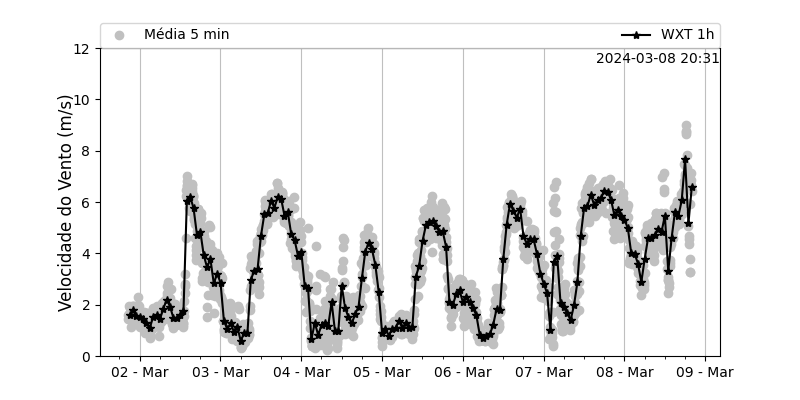 Média 5 min
WXT 1h
2024-03-08 20:31
Velocidade do Vento (m/s)
12
10
8
6
4
2
0
02 - Mar
03 - Mar
04 - Mar
05 - Mar
06 - Mar
07 - Mar
08 - Mar
09 - Mar